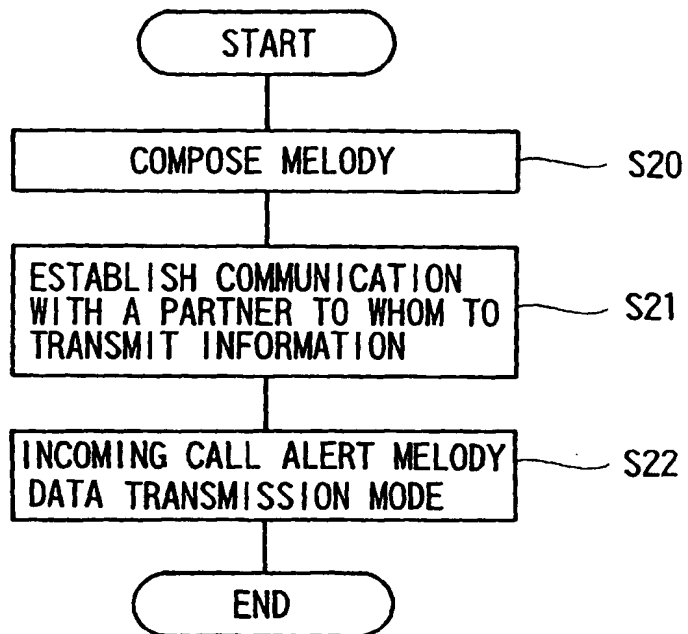 START
COMPOSE MELODY
S20
ESTABLISH COMMUNICATION
WITH A PARTNER TO WHOM TO
TRANSMIT INFORMATION
S21
INCOMING CALL ALERT MELODY
DATA TRANSMISSION MODE
S22
END